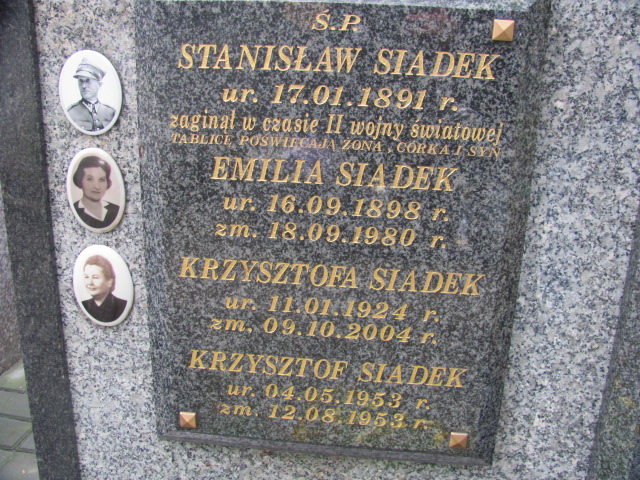 Ś.P.
STANISŁAW SIADEK
ur. 17.01.1891 r.
zaginął w czasie II wojny światowej
TABLICĘ POŚWIĘCAJĄ ŻONA, CÓRKA I SYN
EMILIA SIADEK
ur. 16.09.1898 r.
zm. 18.09.1980 r.
KRZYSZTOFA SIADEK
ur. 11.01.1924 r.
zm. 09.10.2004 r.
KRZYSZTOF SIADEK
ur. 04.05.1953 r.
zm 12.08.1953 r.